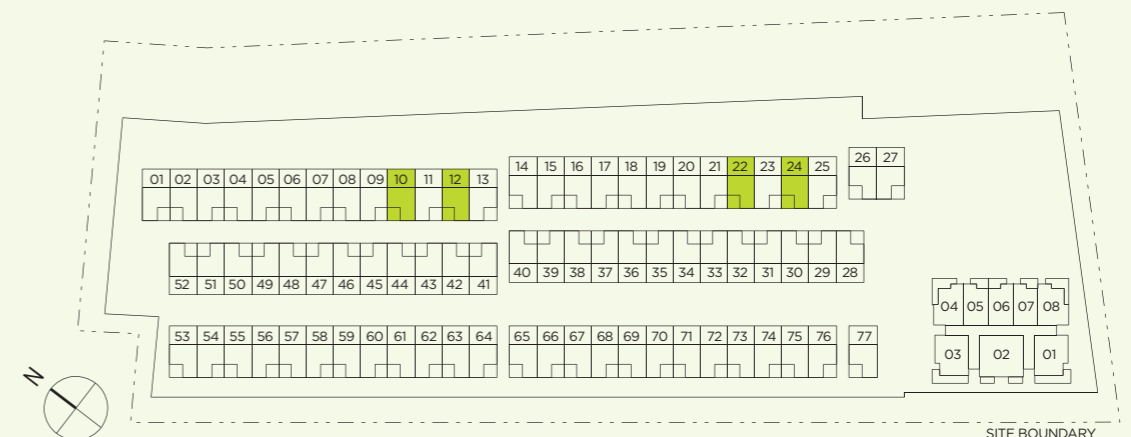 26 27
14 15 16 17 18 19 20 21 22 23 24 25
01 02 03 04 05 06 07 08 09 10 11 12 13
40 39 38 37 36 35 34 33 32 31 30 29 28
52 51 50 49 48 47 46 45 44 43 42 41
04 05 06 07 08
53 54 55 56 57 58 59 60 61 62 63 64 65 66 67 68 69 70 71 72 73 74 75 76 77
03 02 01
N
SITE BOUNDARY